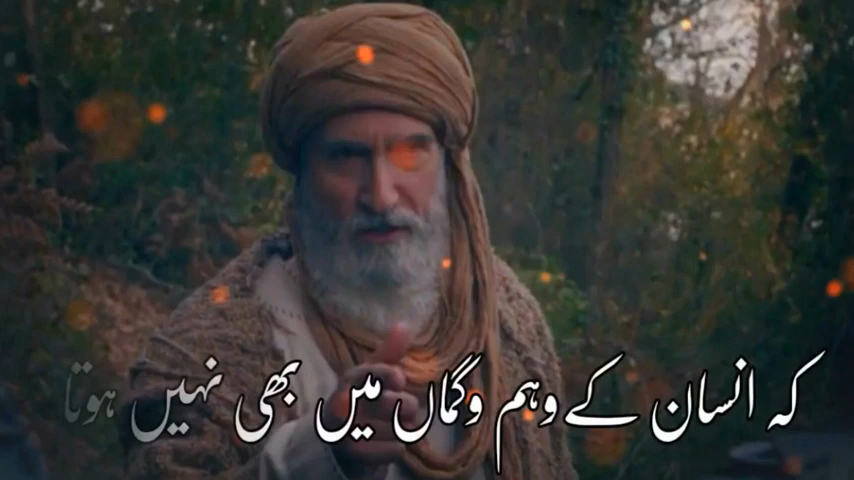 کہ انسان کے وہم وگماں میں بھی نہیں ہوتا